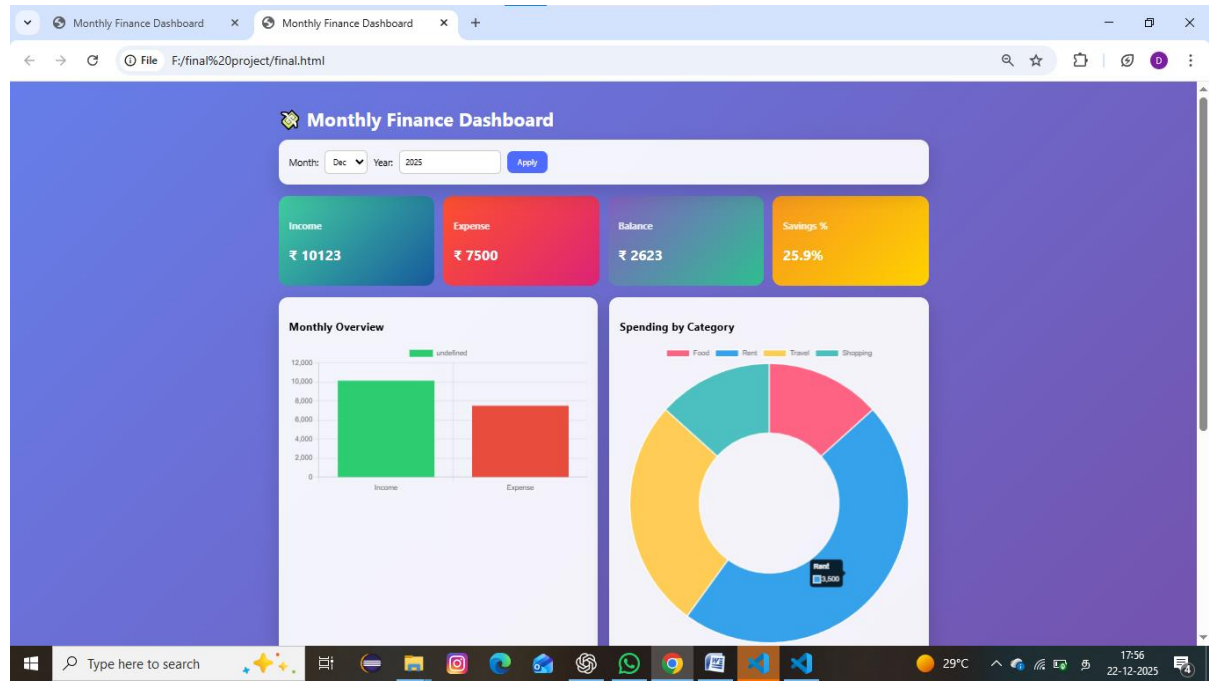 Monthly Finance Dashboard
Monthly Finance Dashboard
File F:/final%20project/final.html
D
Monthly Finance Dashboard
Month: Dec Year: 2025 Apply
Income
₹ 10123
Expense
₹ 7500
Balance
₹ 2623
Savings %
25.9%
Monthly Overview
undefined
12,000
10,000
8,000
6,000
4,000
2,000
0
Income Expense
Spending by Category
Food Rent Travel Shopping
Rent
3,500
Type here to search
29°C
17:56
22-12-2025
4